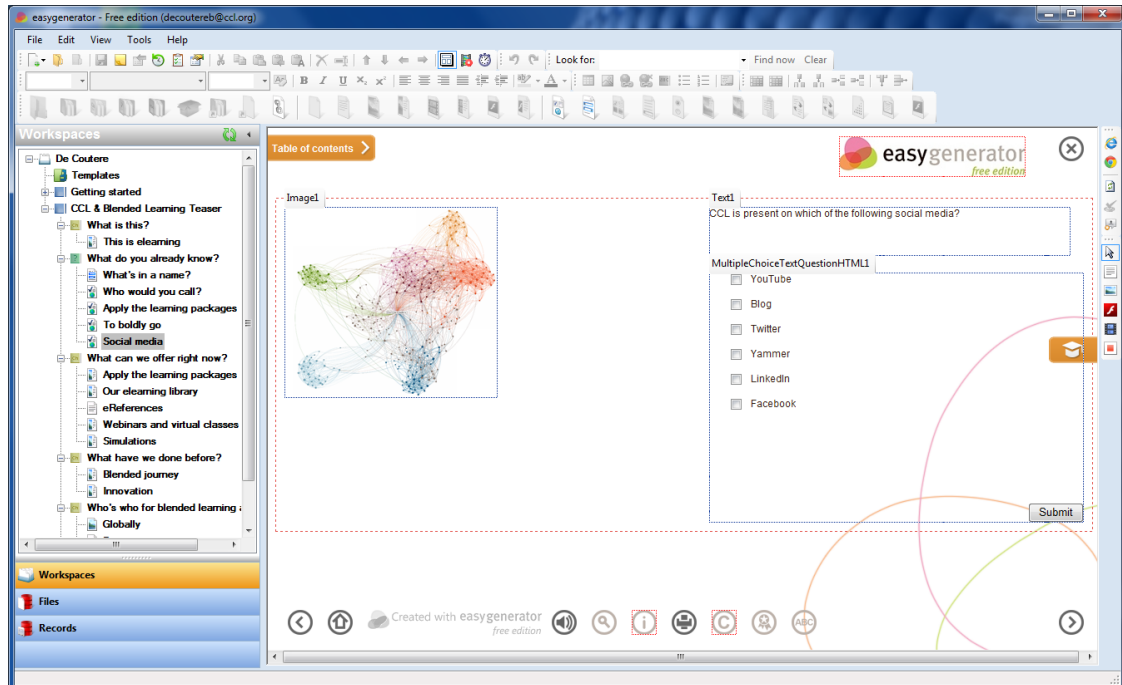 easygenerator - Free edition (decoutereb@ccl.org)
File Edit View Tools Help
Look for: Find now Clear
B I U
Workspaces
De Coutere
Templates
Getting started
CCL & Blended Learning Teaser
What is this?
This is elearning
What do you already know?
What's in a name?
Who would you call?
Apply the learning packages
To boldly go
Social media
What can we offer right now?
Apply the learning packages
Our elearning library
eReferences
Webinars and virtual classes
Simulations
What have we done before?
Blended journey
Innovation
Who's who for blended learning
Globally
Workspaces
Files
Records
Table of contents
easygenerator
free edition
Image1
Text1
CCL is present on which of the following social media?
MultipleChoiceTextQuestionHTML1
YouTube
Blog
Twitter
Yammer
LinkedIn
Facebook
Submit
Created with easygenerator
free edition
i
C
ABC